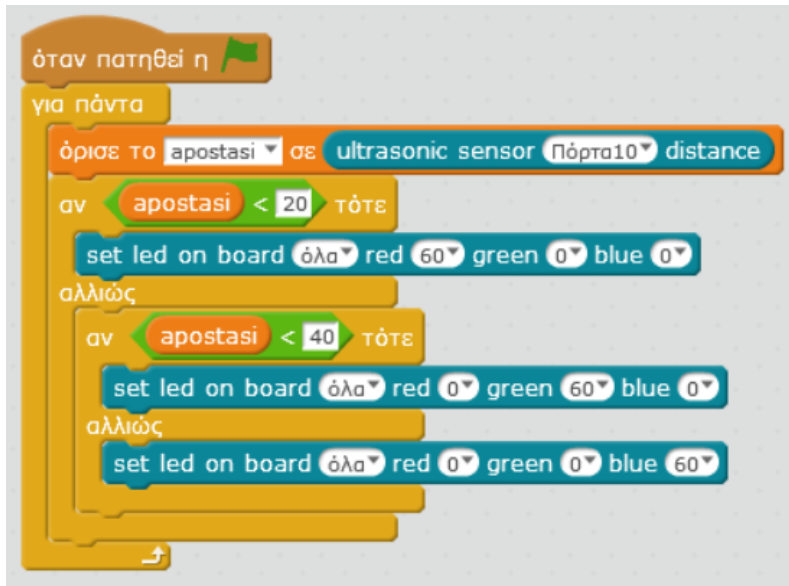 όταν πατηθεί η
για πάντα
όρισε το apostasi σε ultrasonic sensor Πόρτα10 distance
αν apostasi < 20 τότε
set led on board όλα red 60 green 0 blue 0
αλλιώς
αν apostasi < 40 τότε
set led on board όλα red 0 green 60 blue 0
αλλιώς
set led on board όλα red 0 green 0 blue 60